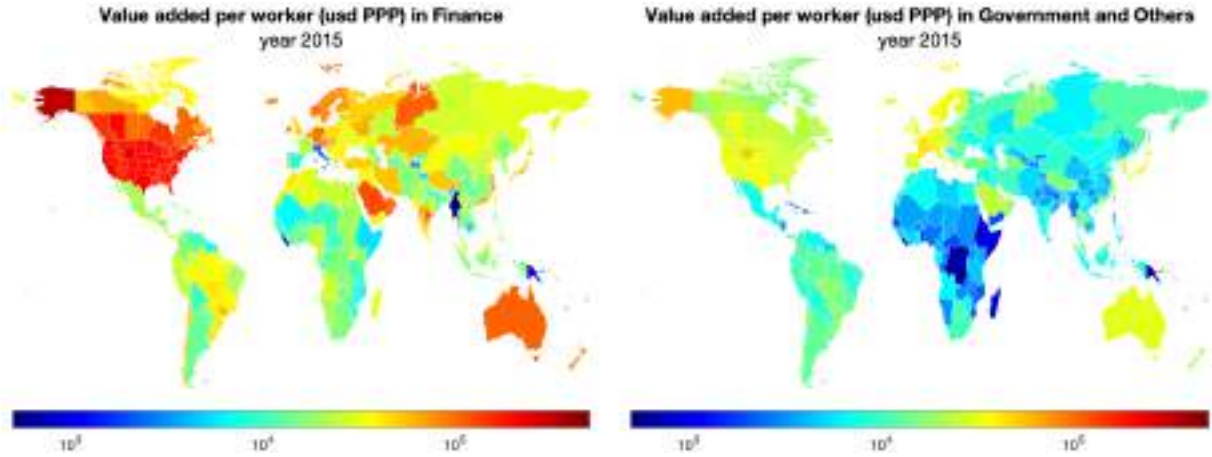 Value added per worker (usd PPP) in Finance
year 2015
10³ 10⁴ 10⁵
Value added per worker (usd PPP) in Government and Others
year 2015
10³ 10⁴ 10⁵